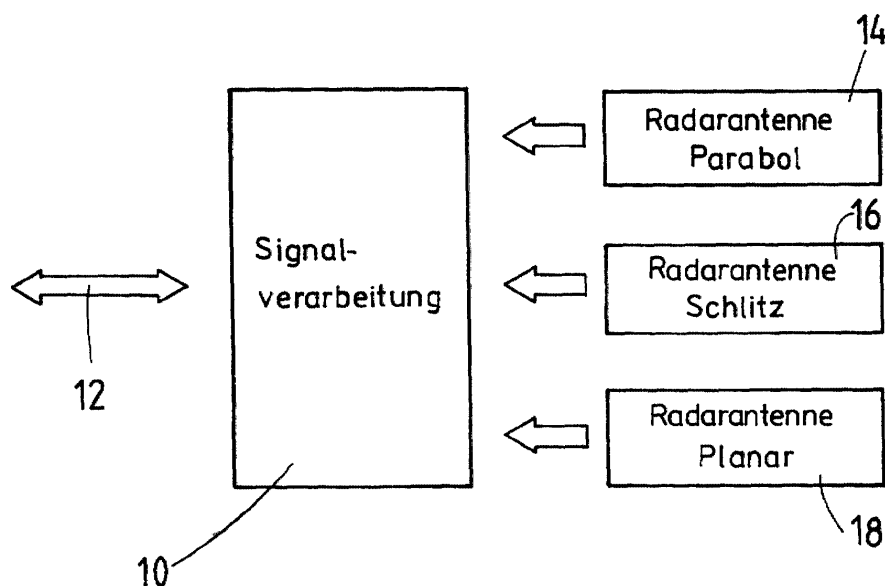 14
Radarantenne
Parabol
16
Radarantenne
Schlitz
Signal-
verarbeitung
12
Radarantenne
Planar
18
10